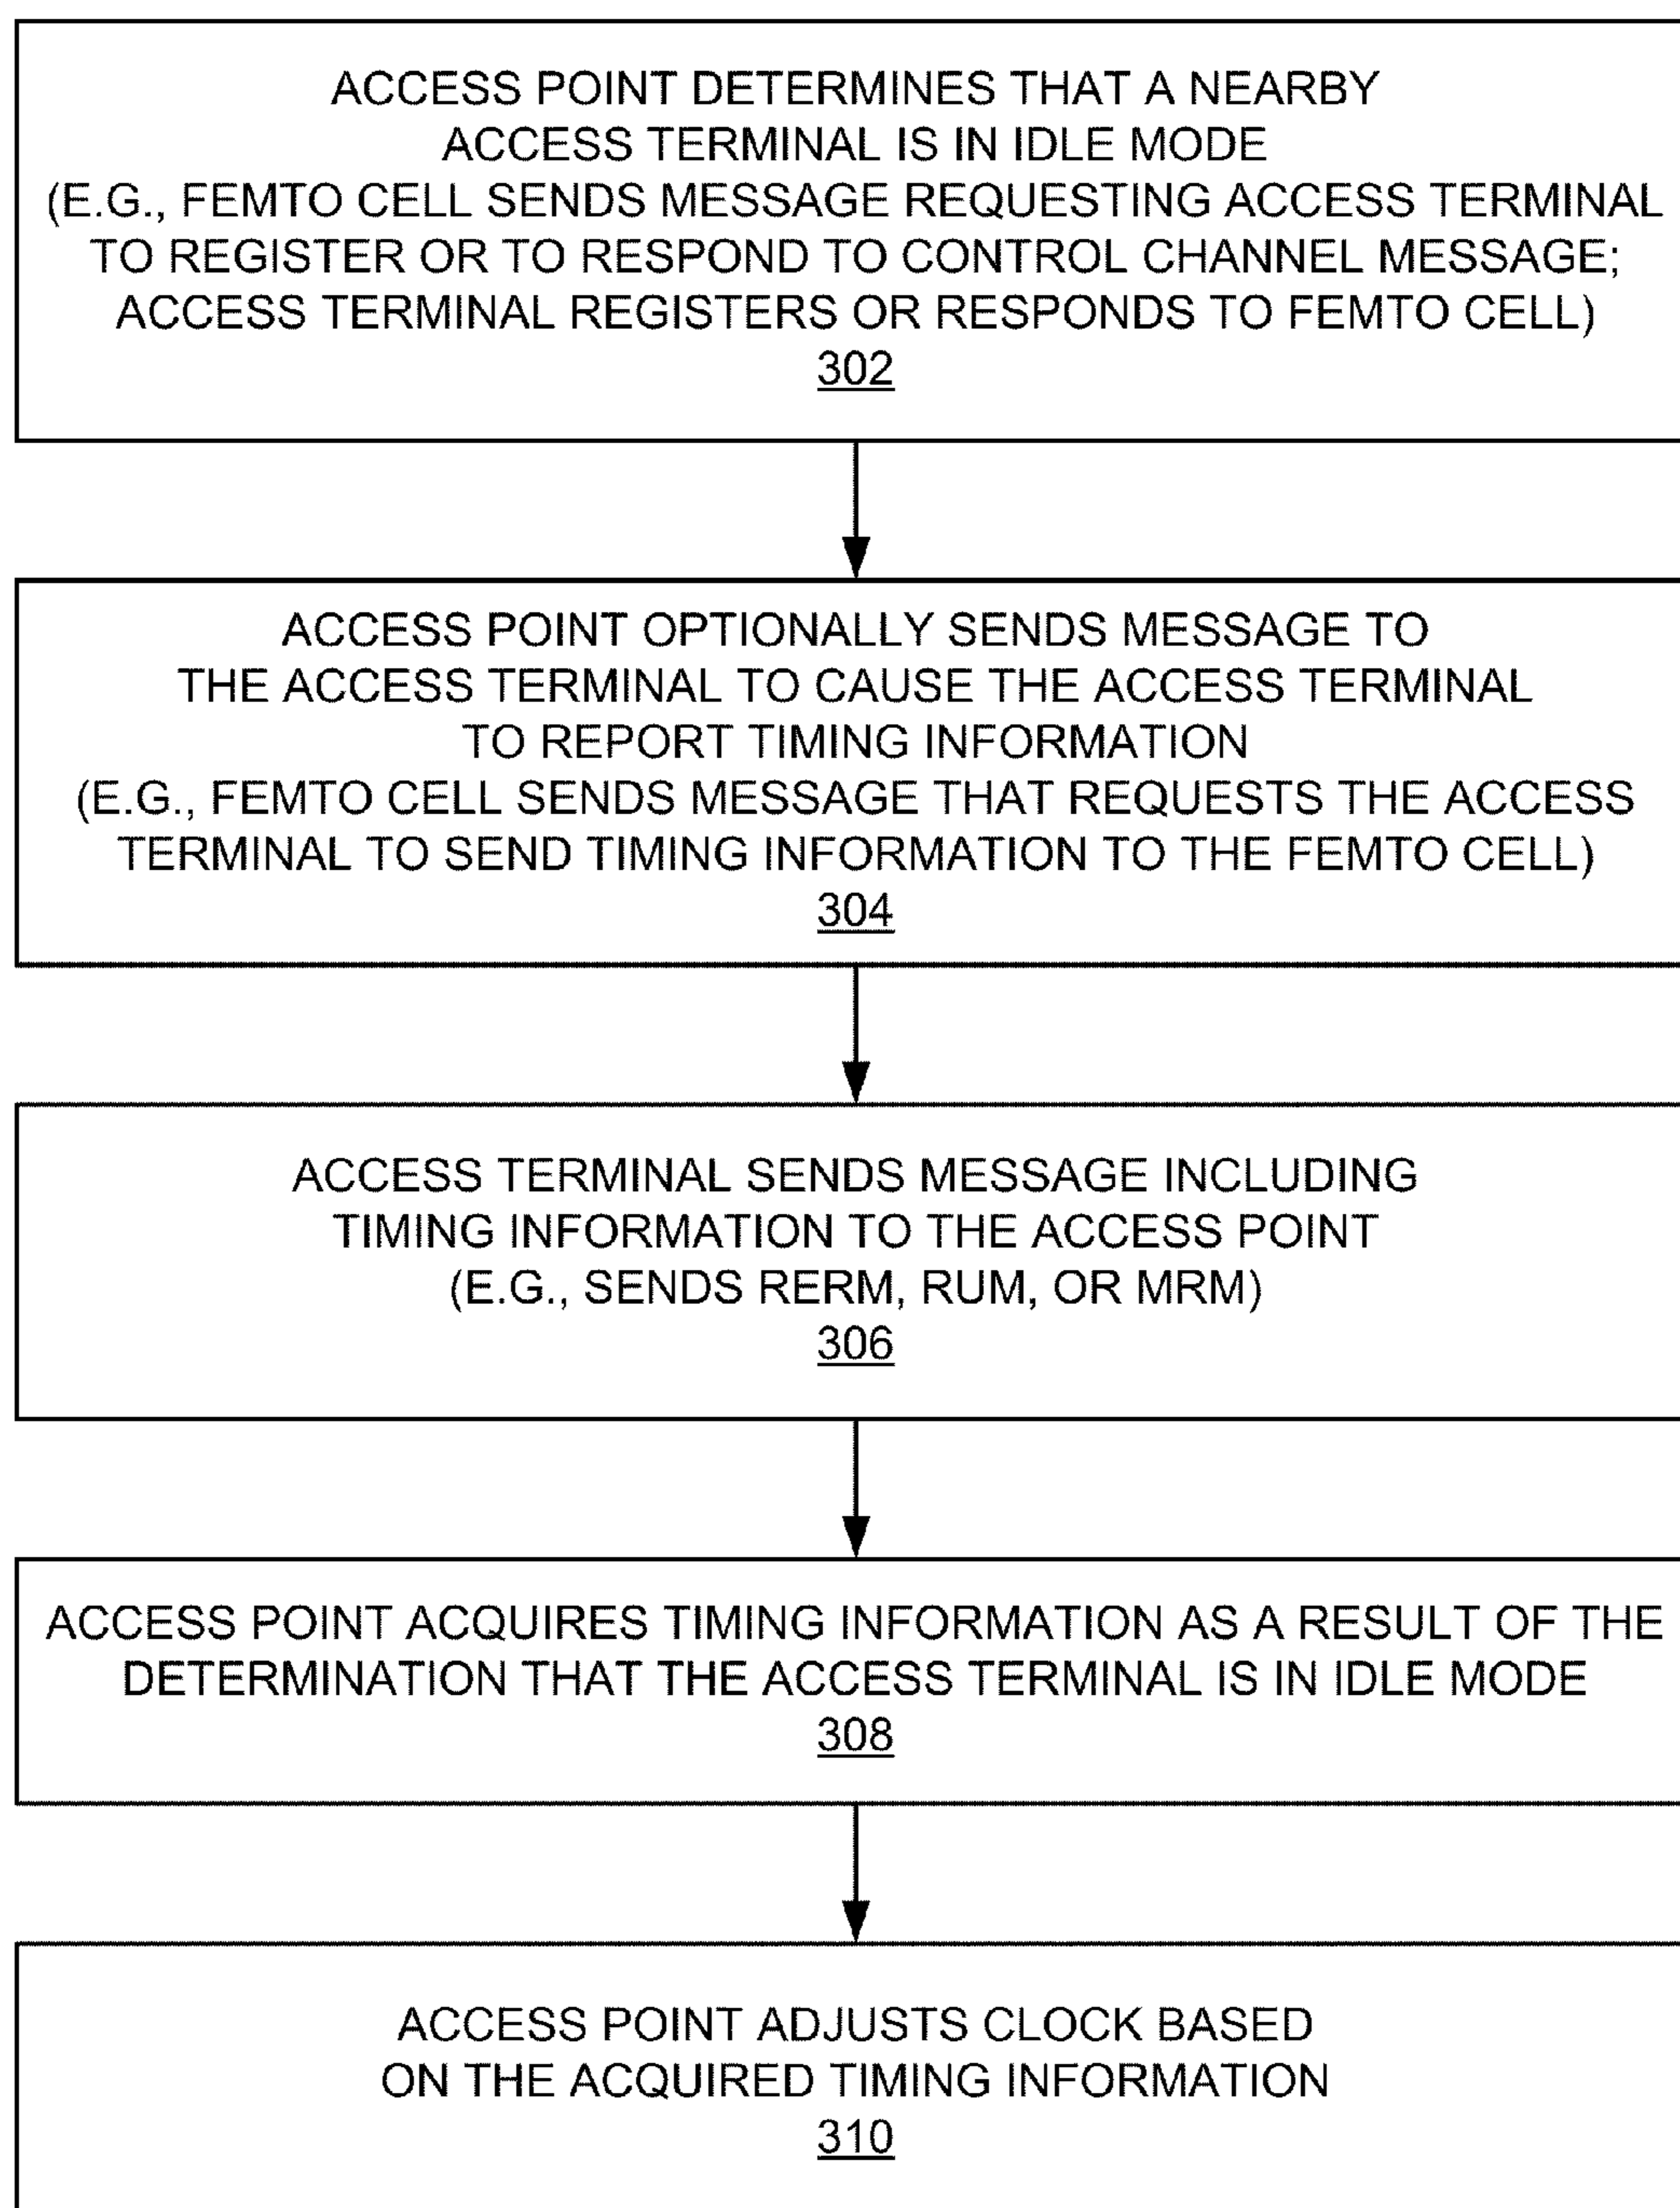 ACCESS POINT DETERMINES THAT A NEARBY
ACCESS TERMINAL IS IN IDLE MODE
(E.G., FEMTO CELL SENDS MESSAGE REQUESTING ACCESS TERMINAL
TO REGISTER OR TO RESPOND TO CONTROL CHANNEL MESSAGE;
ACCESS TERMINAL REGISTERS OR RESPONDS TO FEMTO CELL)
302
ACCESS POINT OPTIONALLY SENDS MESSAGE TO
THE ACCESS TERMINAL TO CAUSE THE ACCESS TERMINAL
TO REPORT TIMING INFORMATION
(E.G., FEMTO CELL SENDS MESSAGE THAT REQUESTS THE ACCESS
TERMINAL TO SEND TIMING INFORMATION TO THE FEMTO CELL)
304
ACCESS TERMINAL SENDS MESSAGE INCLUDING
TIMING INFORMATION TO THE ACCESS POINT
(E.G., SENDS RERM, RUM, OR MRM)
306
ACCESS POINT ACQUIRES TIMING INFORMATION AS A RESULT OF THE
DETERMINATION THAT THE ACCESS TERMINAL IS IN IDLE MODE
308
ACCESS POINT ADJUSTS CLOCK BASED
ON THE ACQUIRED TIMING INFORMATION
310